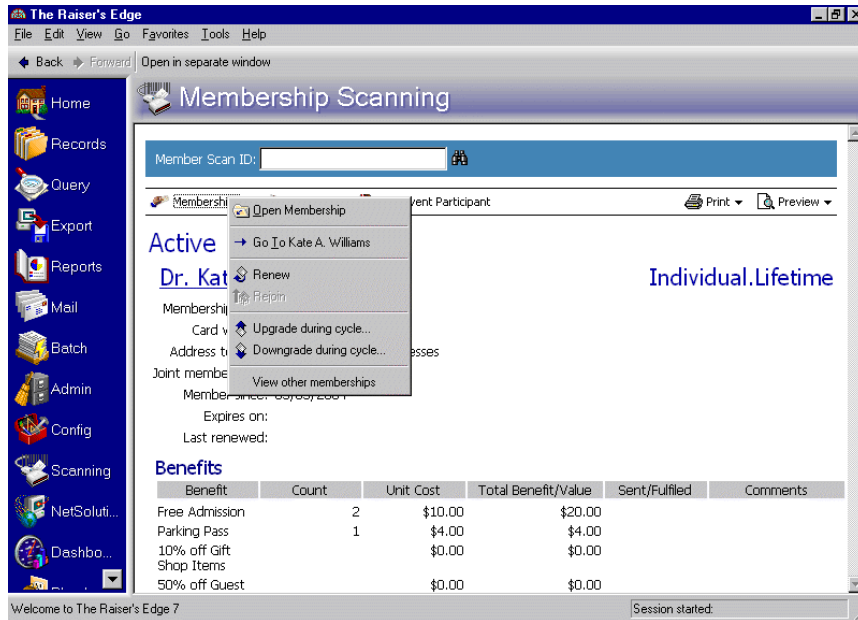 The Raiser's Edge
File Edit View Go Favorites Tools Help
Back Forward Open in separate window
Membership Scanning
Home
Records
Query
Export
Reports
Mail
Batch
Admin
Config
Scanning
NetSoluti...
Dashbo...
Member Scan ID:
Membershi vent Participant Print Preview
Open Membership
Go To Kate A. Williams
Renew
Rejoin
Upgrade during cycle...
Downgrade during cycle...
View other memberships
Active
Dr. Kat Individual.Lifetime
Membership
Card v
Address t esses
Joint membe
Member since:
Expires on:
Last renewed:
Benefits
Benefit Count Unit Cost Total Benefit/Value Sent/Fulfilled Comments
Free Admission 2 $10.00 $20.00
Parking Pass 1 $4.00 $4.00
10% off Gift $0.00 $0.00
Shop Items
50% off Guest $0.00 $0.00
Welcome to The Raiser's Edge 7 Session started: